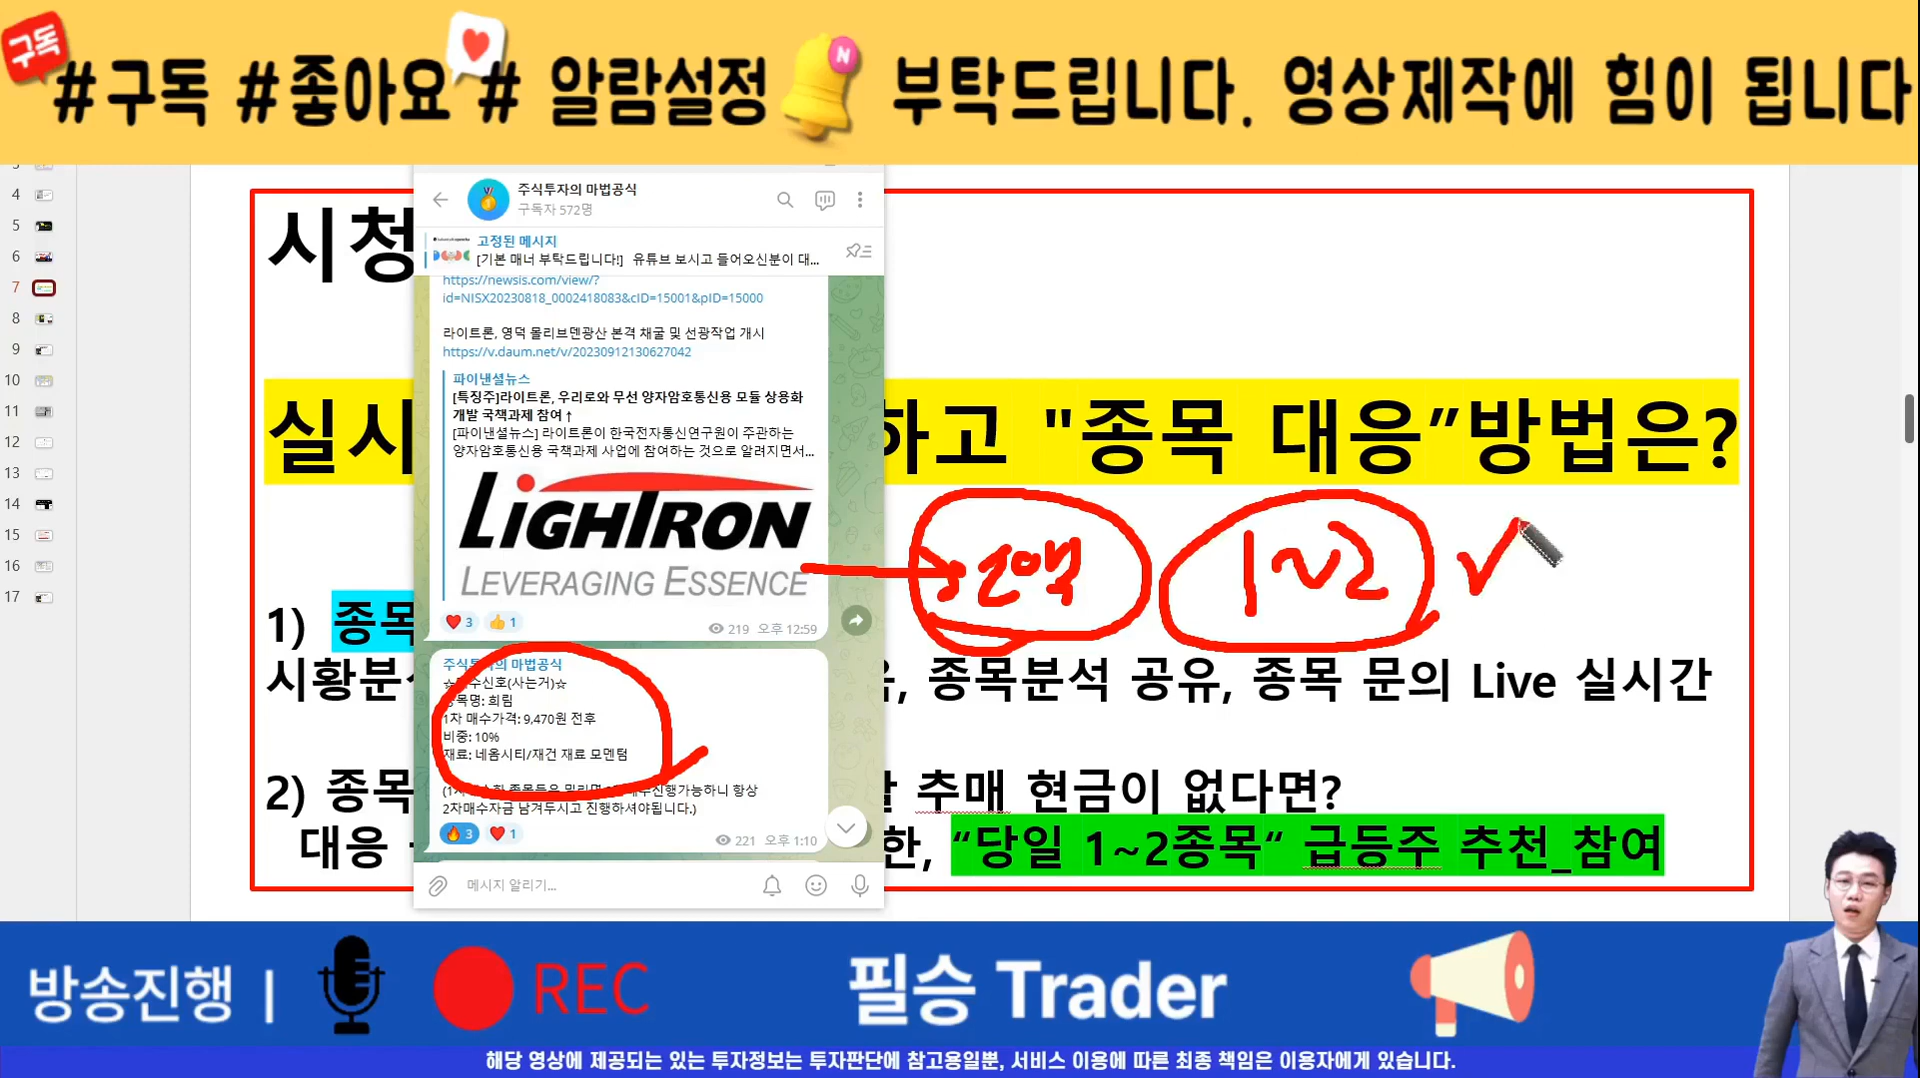 구독
#구독 #좋아요 # 알람설정 N 부탁드립니다. 영상제작에 힘이 됩니다
4
5
6
7
8
9
10
11
12
13
14
15
16
17
시청
주식투자의 마법공식
구독자 572명
고정된 메시지
[기본 매너 부탁드립니다!] 유튜브 보시고 들어오신분이 대...
https://newsis.com/view/?
id=NISX20230818_0002418083&cID=15001&pID=15000
라이트론, 영덕 몰리브덴광산 본격 채굴 및 선광작업 개시
https://v.daum.net/v/20230912130627042
파이낸셜뉴스
[특징주]라이트론, 우리로와 무선 양자암호통신용 모듈 상용화
개발 국책과제 참여↑
[파이낸셜뉴스] 라이트론이 한국전자통신연구원이 주관하는
양자암호통신용 국책과제 사업에 참여하는 것으로 알려지면서...
LIGHTRON
LEVERAGING ESSENCE
3 1
219 오후 12:59
주식투자의 마법공식
☆매수신호(사는거)☆
종목명: 희림
1차 매수가격: 9,470원 전후
비중: 10%
재료: 네옴시티/재건 재료 모멘텀
진행가능하니 항상
2차매수자금 남겨두시고 진행하셔야됩니다.)
3 1
221 오후 1:10
메시지 알리기...
실시 하고 "종목 대응”방법은?
1~2
1) 종목
시황분석 , 종목분석 공유, 종목 문의 Live 실시간
2) 종목 추매 현금이 없다면?
대응 한, “당일 1~2종목“ 급등주 추천_참여
방송진행 | REC 필승 Trader
해당 영상에 제공되는 있는 투자정보는 투자판단에 참고용일뿐, 서비스 이용에 따른 최종 책임은 이용자에게 있습니다.